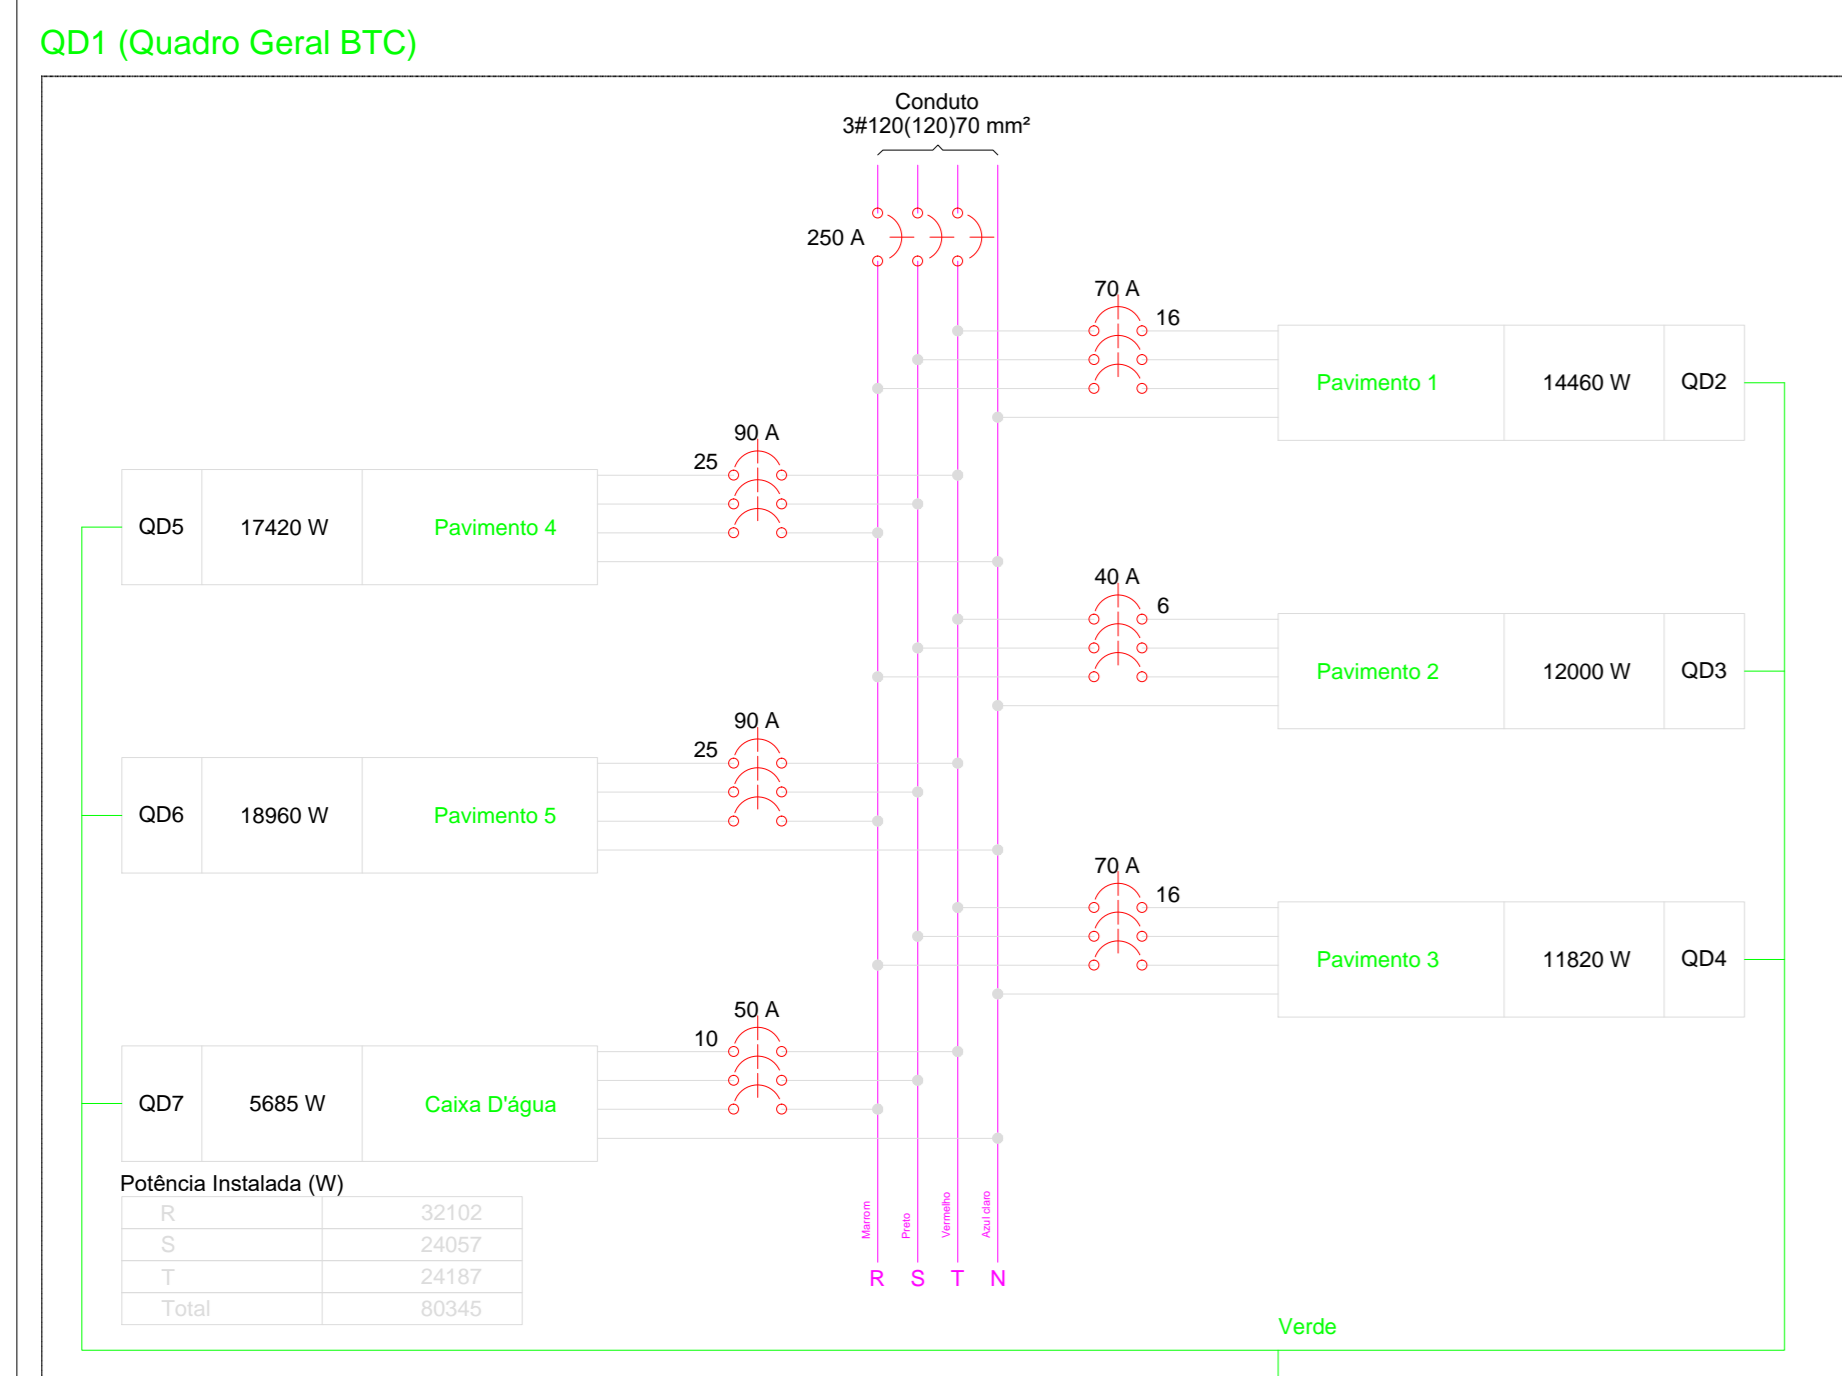 QD1 (Quadro Geral BTC)
Conduto
3#120(120)70 mm²
250 A
70 A
16
Pavimento 1
14460 W
QD2
90 A
25
QD5
17420 W
Pavimento 4
40 A
6
Pavimento 2
12000 W
QD3
90 A
25
QD6
18960 W
Pavimento 5
70 A
16
Pavimento 3
11820 W
QD4
50 A
10
QD7
5685 W
Caixa D'água
Potência Instalada (W)
R 32102
S 24057
T 24187
Total 80345
Marrom
Preto
Vermelho
Azul claro
R S T N
Verde